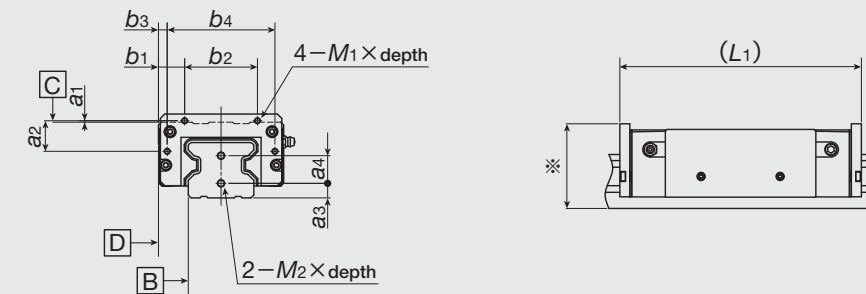 b3 b4
b1 b2
4−M1×depth
C
a1
a2
a4
a3
D
B
2−M2×depth
(L1)
※